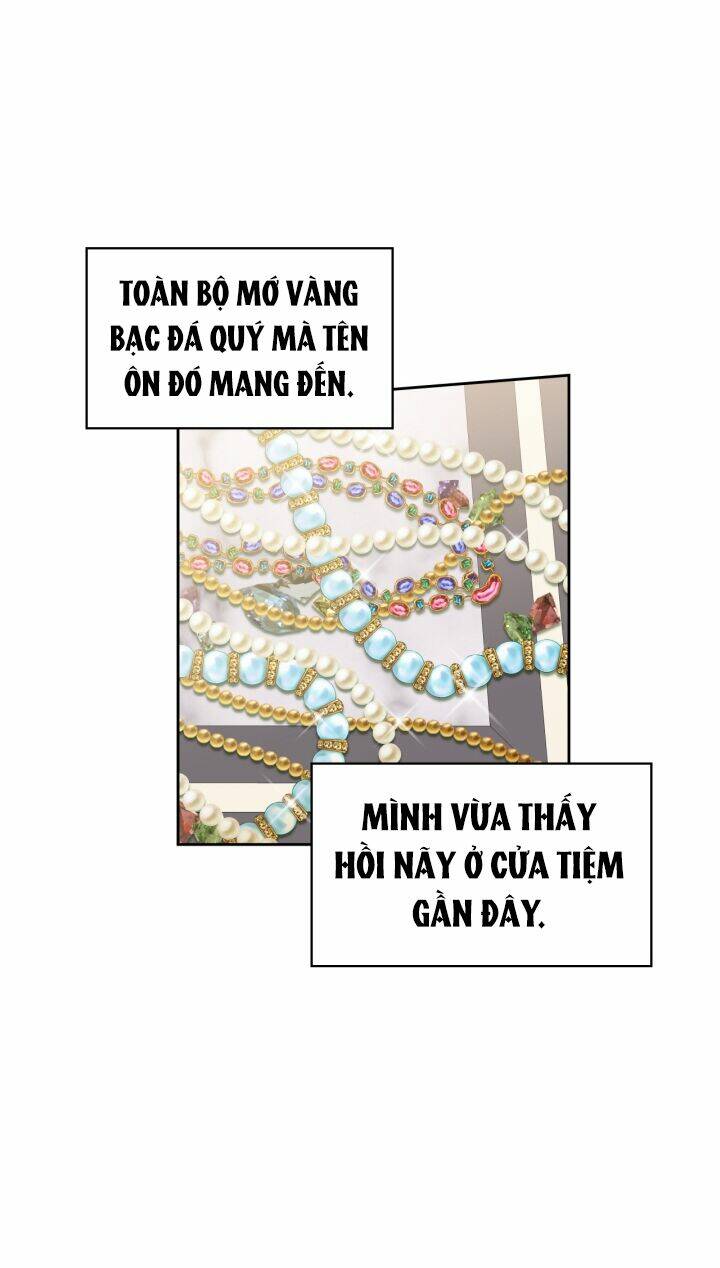 TOÀN BỘ MỚ VÀNG
BẠC ĐÁ QUÝ MÀ TÊN
ÔN ĐÓ MANG ĐẾN.
MÌNH VỪA THẤY
HỒI NÃY Ở CỬA TIỆM
GẦN ĐÂY.